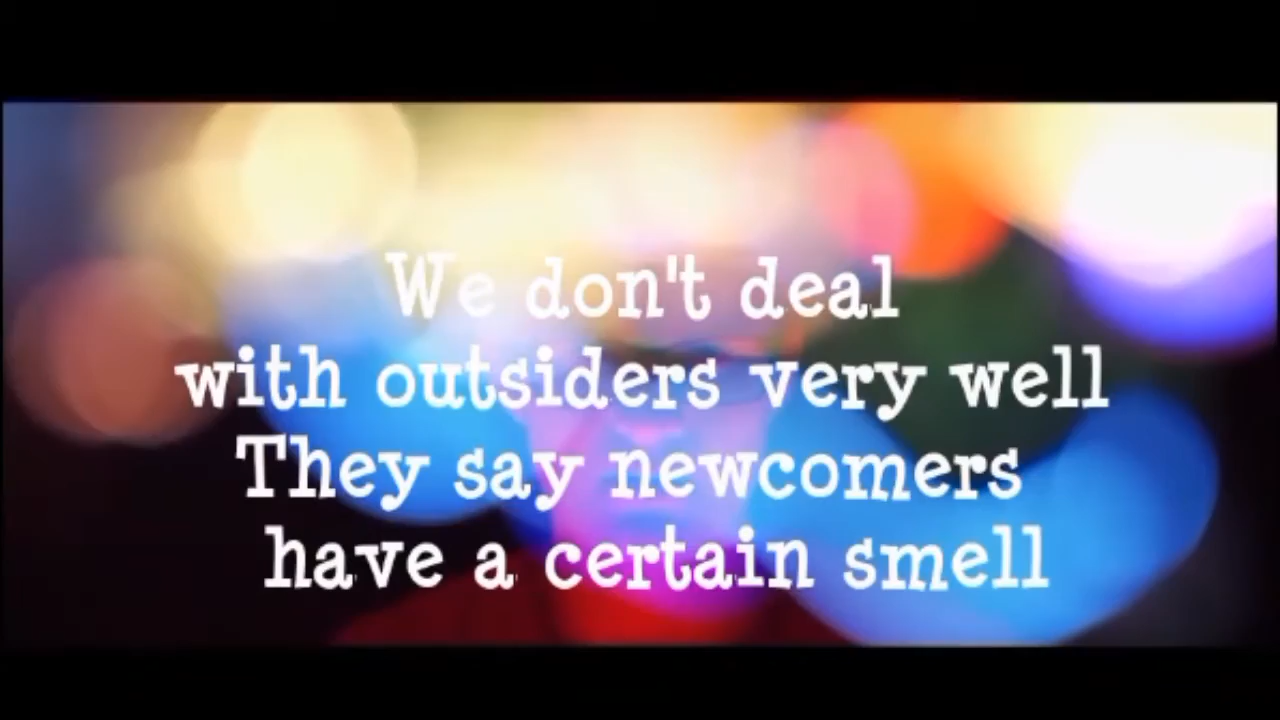 We don't deal
with outsiders very well
They say newcomers
have a certain smell